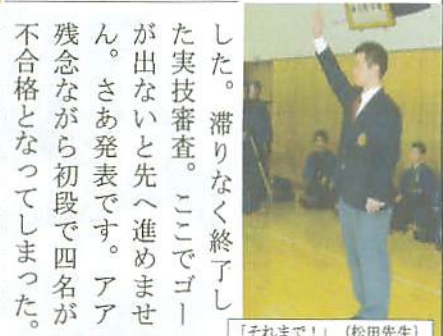 した。滞りなく終了し
た実技審査。ここでゴー
が出ないと先へ進めませ
ん。さあ発表です。アア
残念ながら初段で四名が
不合格となってしまった。
「それまで！」（松田先生）